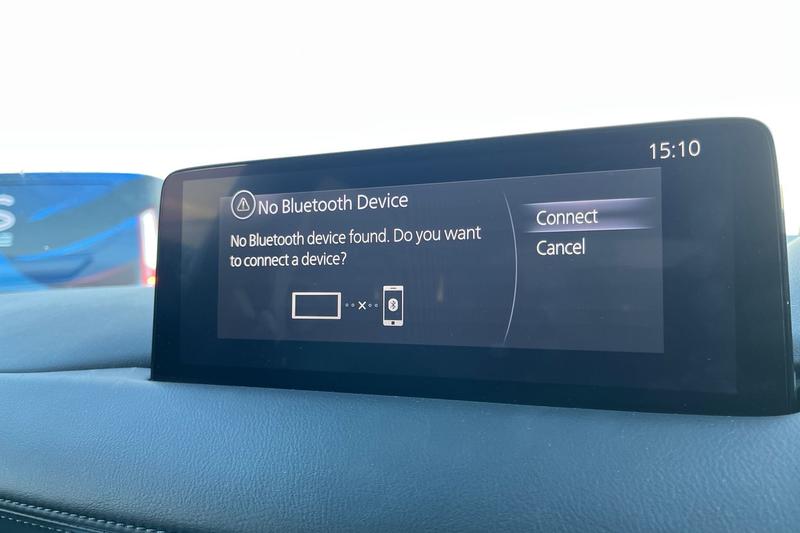 15:10
No Bluetooth Device
No Bluetooth device found. Do you want
to connect a device?
Connect
Cancel